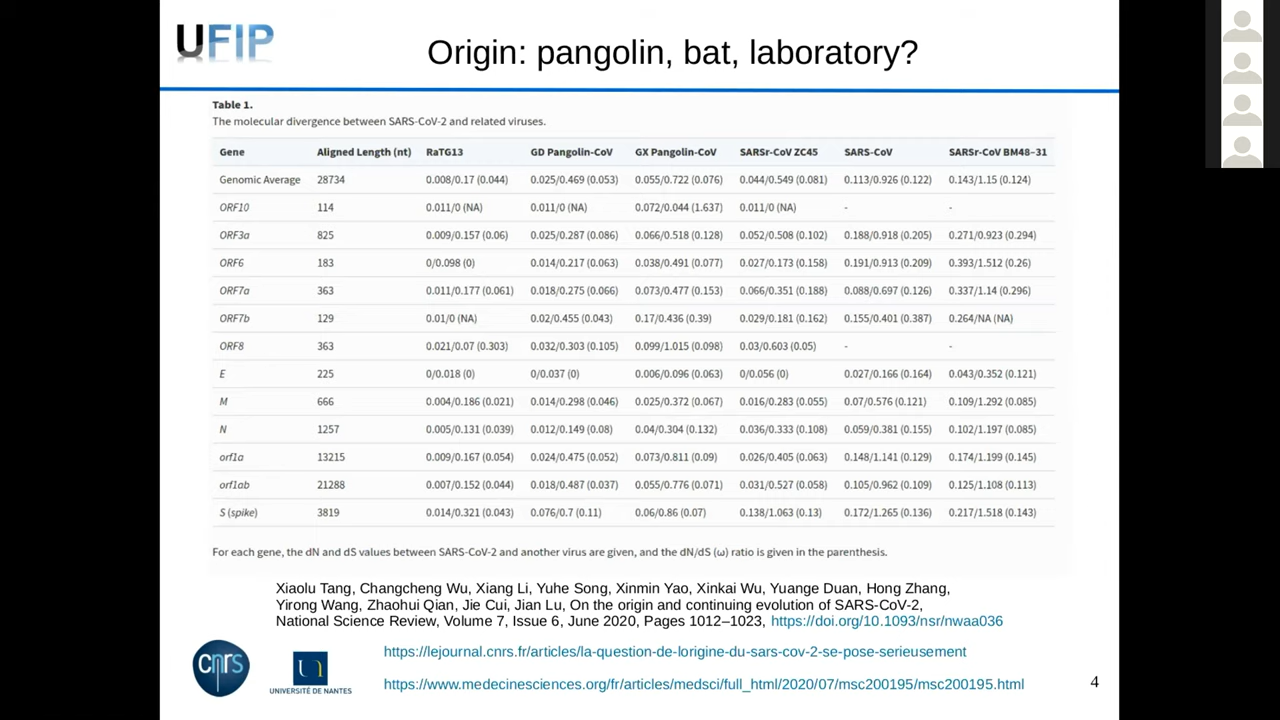 UFIP
Origin: pangolin, bat, laboratory?
Table 1.
The molecular divergence between SARS-CoV-2 and related viruses.
Gene Aligned Length (nt) RaTG13 GD Pangolin-CoV GX Pangolin-CoV SARSr-CoV ZC45 SARS-CoV SARSr-CoV BM48-31
Genomic Average 28734 0.008/0.17 (0.044) 0.025/0.469 (0.053) 0.055/0.722 (0.076) 0.044/0.549 (0.081) 0.113/0.926 (0.122) 0.143/1.15 (0.124)
ORF10 114 0.011/0 (NA) 0.011/0 (NA) 0.072/0.044 (1.637) 0.011/0 (NA) - -
ORF3a 825 0.009/0.157 (0.06) 0.025/0.287 (0.086) 0.066/0.518 (0.128) 0.052/0.508 (0.102) 0.188/0.918 (0.205) 0.271/0.923 (0.294)
ORF6 183 0/0.098 (0) 0.014/0.217 (0.063) 0.038/0.491 (0.077) 0.027/0.173 (0.158) 0.191/0.913 (0.209) 0.393/1.512 (0.26)
ORF7a 363 0.011/0.177 (0.061) 0.018/0.275 (0.066) 0.073/0.477 (0.153) 0.066/0.351 (0.188) 0.088/0.697 (0.126) 0.337/1.14 (0.296)
ORF7b 129 0.01/0 (NA) 0.02/0.455 (0.043) 0.17/0.436 (0.39) 0.029/0.181 (0.162) 0.155/0.401 (0.387) 0.264/NA (NA)
ORF8 363 0.021/0.07 (0.303) 0.032/0.303 (0.105) 0.099/1.015 (0.098) 0.03/0.603 (0.05) - -
E 225 0/0.018 (0) 0/0.037 (0) 0.006/0.096 (0.063) 0/0.056 (0) 0.027/0.166 (0.164) 0.043/0.352 (0.121)
M 666 0.004/0.186 (0.021) 0.014/0.298 (0.046) 0.025/0.372 (0.067) 0.016/0.283 (0.055) 0.07/0.576 (0.121) 0.109/1.292 (0.085)
N 1257 0.005/0.131 (0.039) 0.012/0.149 (0.08) 0.04/0.304 (0.132) 0.036/0.333 (0.108) 0.059/0.381 (0.155) 0.102/1.197 (0.085)
orf1a 13215 0.009/0.167 (0.054) 0.024/0.475 (0.052) 0.073/0.811 (0.09) 0.026/0.405 (0.063) 0.148/1.141 (0.129) 0.174/1.199 (0.145)
orf1ab 21288 0.007/0.152 (0.044) 0.018/0.487 (0.037) 0.055/0.776 (0.071) 0.031/0.527 (0.058) 0.105/0.962 (0.109) 0.125/1.108 (0.113)
S (spike) 3819 0.014/0.321 (0.043) 0.076/0.7 (0.11) 0.06/0.86 (0.07) 0.138/1.063 (0.13) 0.172/1.265 (0.136) 0.217/1.518 (0.143)
For each gene, the dN and dS values between SARS-CoV-2 and another virus are given, and the dN/dS (ω) ratio is given in the parenthesis.
Xiaolu Tang, Changcheng Wu, Xiang Li, Yuhe Song, Xinmin Yao, Xinkai Wu, Yuange Duan, Hong Zhang,
Yirong Wang, Zhaohui Qian, Jie Cui, Jian Lu, On the origin and continuing evolution of SARS-CoV-2,
National Science Review, Volume 7, Issue 6, June 2020, Pages 1012–1023, https://doi.org/10.1093/nsr/nwaa036
https://lejournal.cnrs.fr/articles/la-question-de-lorigine-du-sars-cov-2-se-pose-serieusement
https://www.medecinesciences.org/fr/articles/medsci/full_html/2020/07/msc200195/msc200195.html
cnrs
UNIVERSITÉ DE NANTES
4